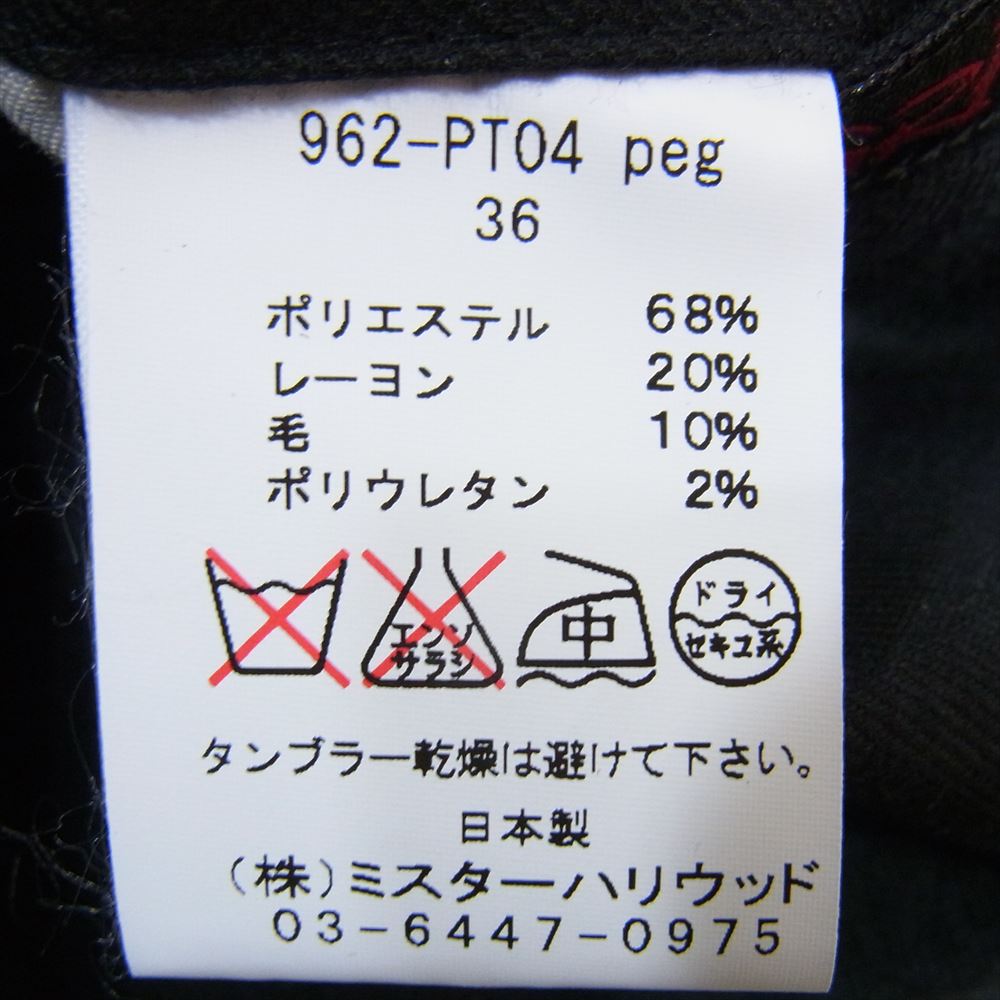 962-PT04 peg
36
ポリエステル 68%
レーヨン 20%
毛 10%
ポリウレタン 2%
エンソ
サラシ
中
ドライ
セキユ系
タンブラー乾燥は避けて下さい。
日本製
(株)ミスターハリウッド
03-6447-0975